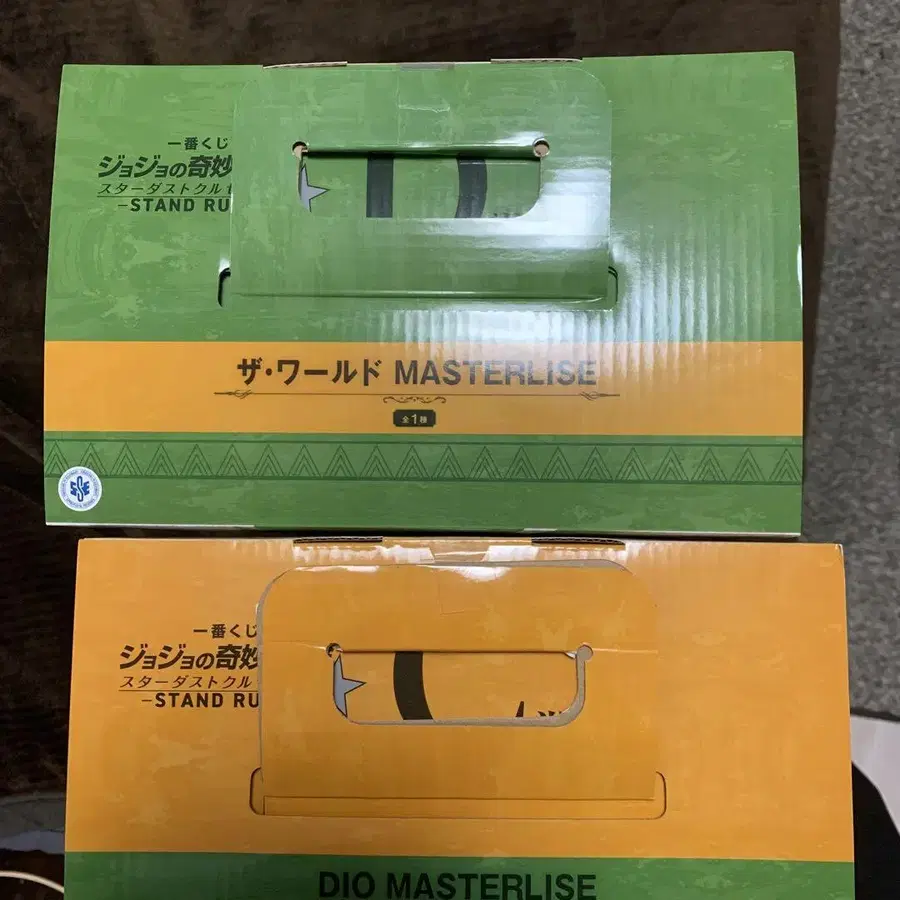 一番くじ
ジョジョの奇妙
スターダストクル
-STAND RU
ザ・ワールド MASTERLISE
全1種
一番くじ
ジョジョの奇妙
スターダストクル
-STAND RU
DIO MASTERLISE